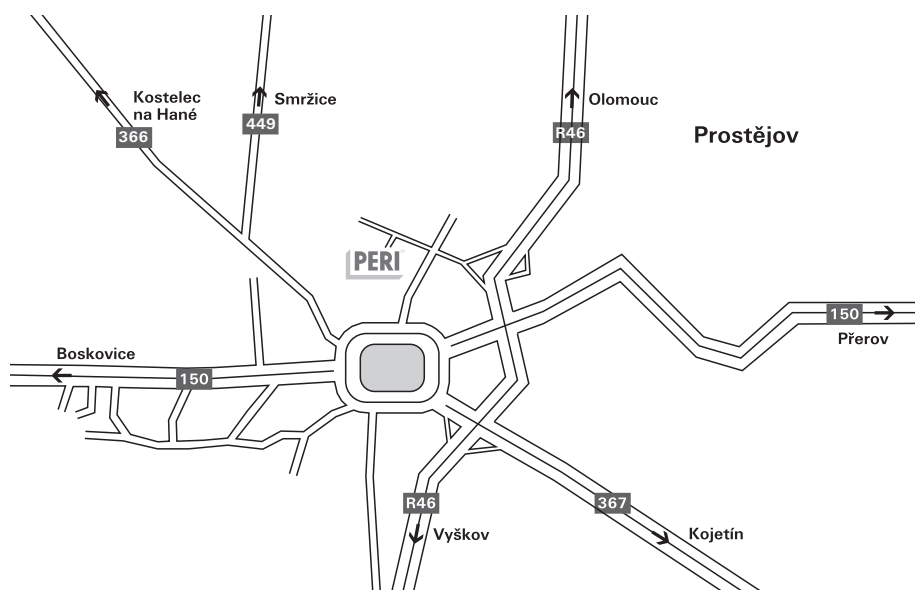 Kostelec
na Hané
366
449
Smržice
R46
Olomouc
Prostějov
PERI
150
Přerov
Boskovice
150
R46
Vyškov
367
Kojetín